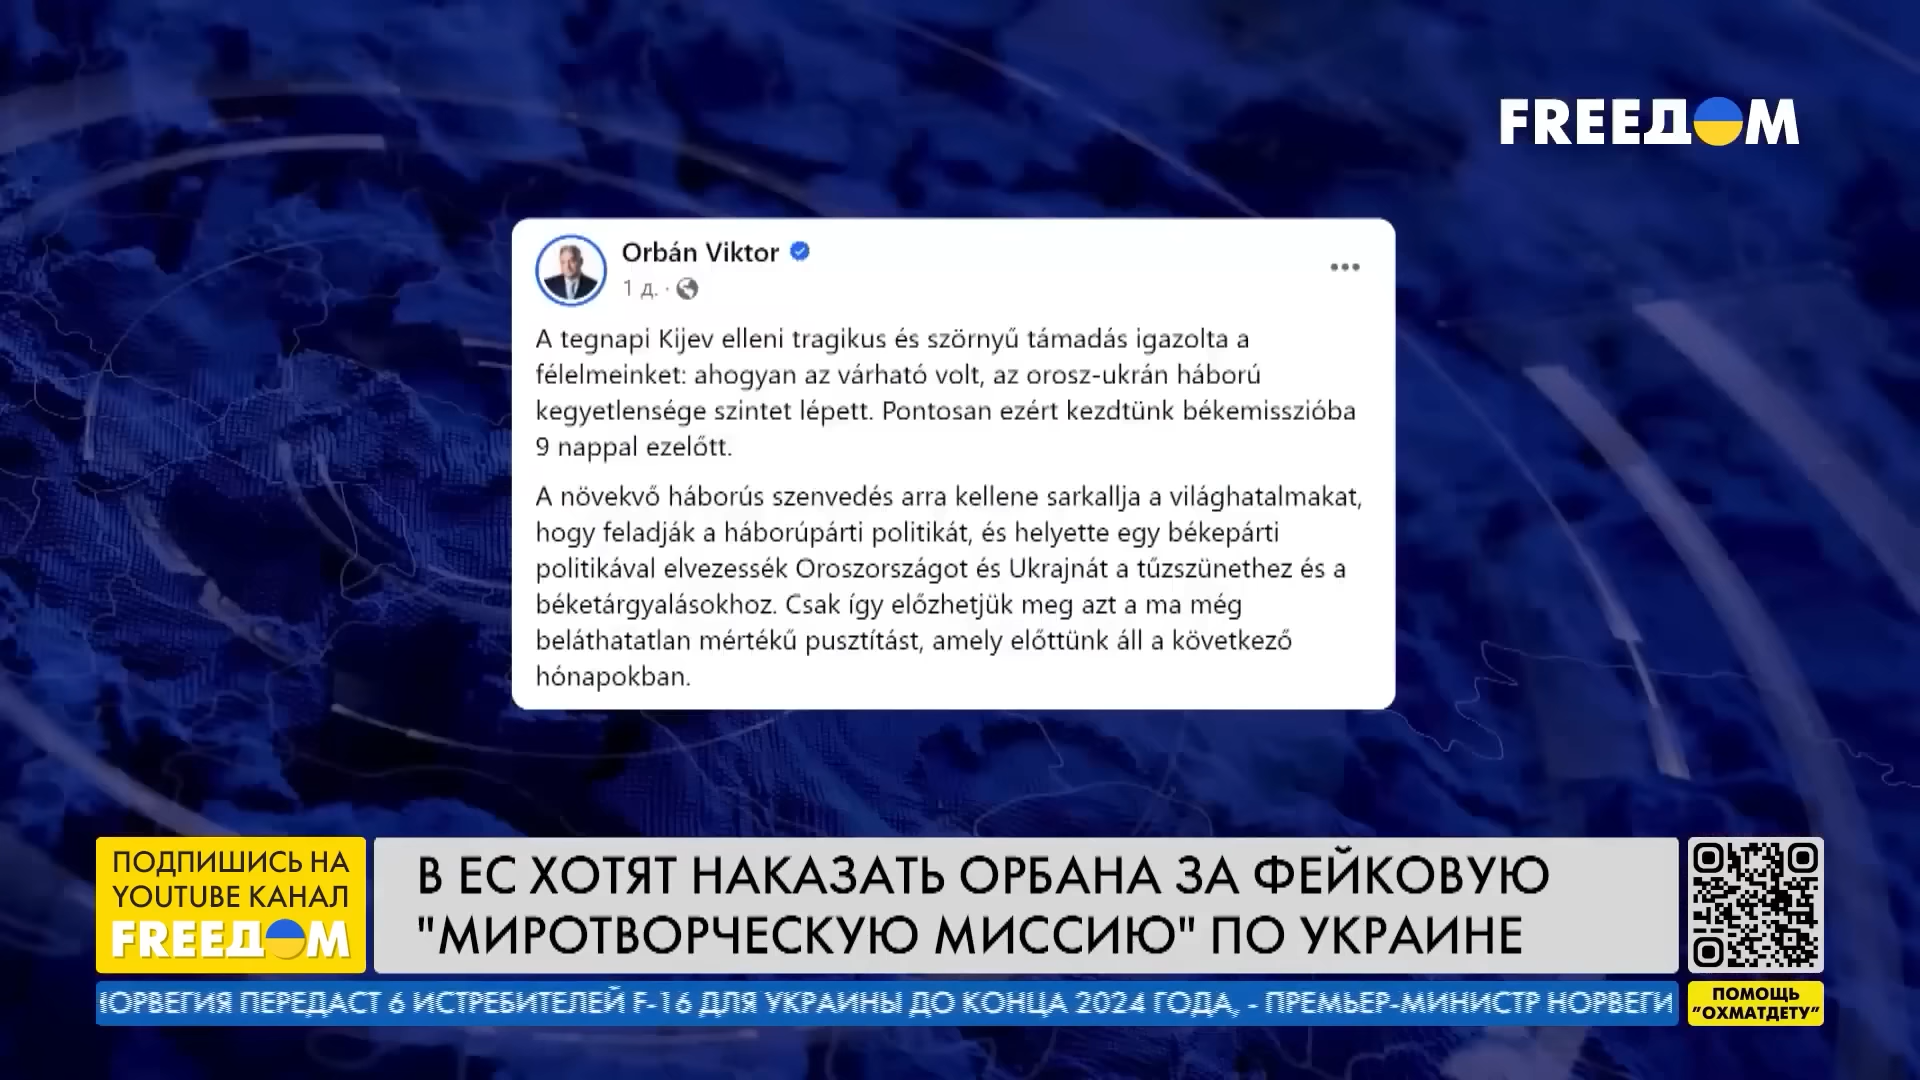 FREEДOM
Orbán Viktor
1 д. ·
A tegnapi Kijev elleni tragikus és szörnyű támadás igazolta a
félelmeinket: ahogyan az várható volt, az orosz-ukrán háború
kegyetlensége szintet lépett. Pontosan ezért kezdtünk békemisszióba
9 nappal ezelőtt.
A növekvő háborús szenvedés arra kellene sarkallja a világhatalmakat,
hogy feladják a háborúpárti politikát, és helyette egy békepárti
politikával elvezessék Oroszországot és Ukrajnát a tűzszünethez és a
béketárgyalásokhoz. Csak így előzhetjük meg azt a ma még
beláthatatlan mértékű pusztítást, amely előttünk áll a következő
hónapokban.
ПОДПИШИСЬ НА
YOUTUBE КАНАЛ
FREEДOM
В ЕС ХОТЯТ НАКАЗАТЬ ОРБАНА ЗА ФЕЙКОВУЮ
"МИРОТВОРЧЕСКУЮ МИССИЮ" ПО УКРАИНЕ
НОРВЕГИЯ ПЕРЕДАСТ 6 ИСТРЕБИТЕЛЕЙ F-16 ДЛЯ УКРАИНЫ ДО КОНЦА 2024 ГОДА, - ПРЕМЬЕР-МИНИСТР НОРВЕГИ
ПОМОЩЬ
"ОХМАТДЕТУ"